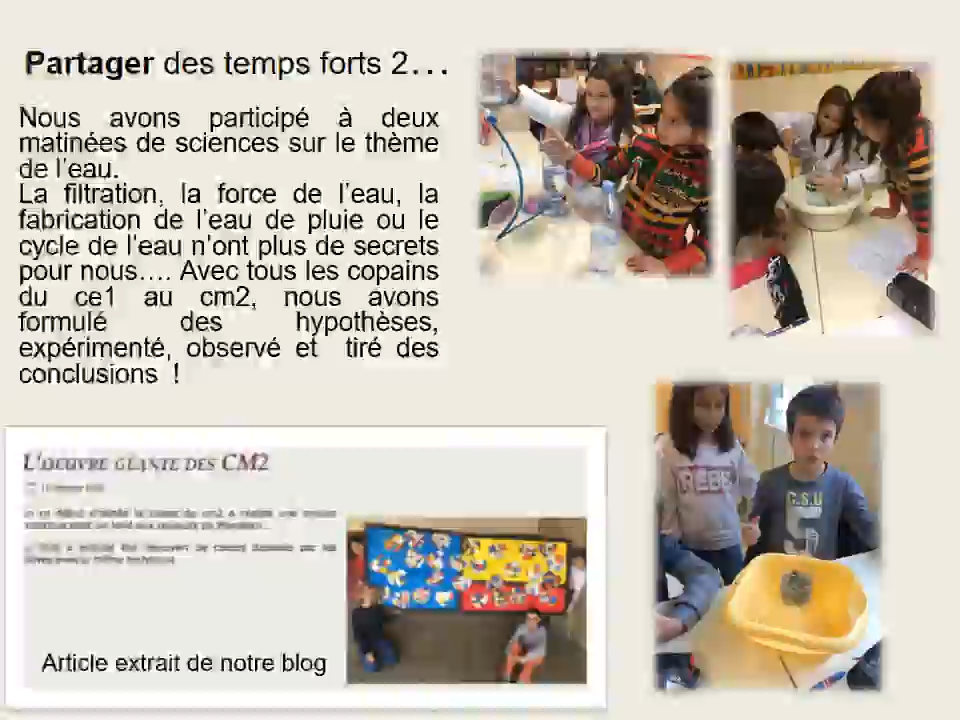 Partager des temps forts 2…
Nous avons participé à deux
matinées de sciences sur le thème
de l'eau.
La filtration, la force de l'eau, la
fabrication de l'eau de pluie ou le
cycle de l'eau n'ont plus de secrets
pour nous…. Avec tous les copains
du ce1 au cm2, nous avons
formulé des hypothèses,
expérimenté, observé et tiré des
conclusions !
L'oeuvre géante des CM2
Article extrait de notre blog
C.S.U
5